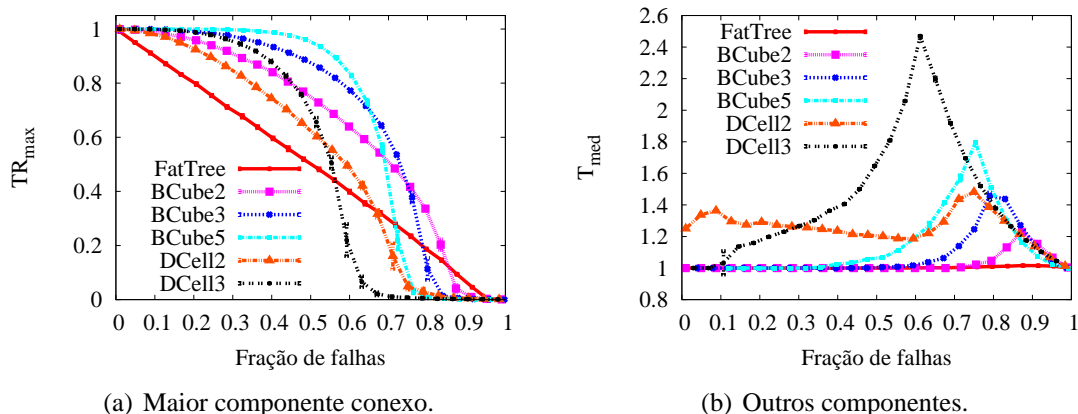 1
0.8
0.6
0.4
0.2
0
TRmax
FatTree
BCube2
BCube3
BCube5
DCell2
DCell3
0 0.1 0.2 0.3 0.4 0.5 0.6 0.7 0.8 0.9 1
Fração de falhas
(a) Maior componente conexo.
2.6
2.4
2.2
2
1.8
1.6
1.4
1.2
1
0.8
Tmed
FatTree
BCube2
BCube3
BCube5
DCell2
DCell3
0 0.1 0.2 0.3 0.4 0.5 0.6 0.7 0.8 0.9 1
Fração de falhas
(b) Outros componentes.